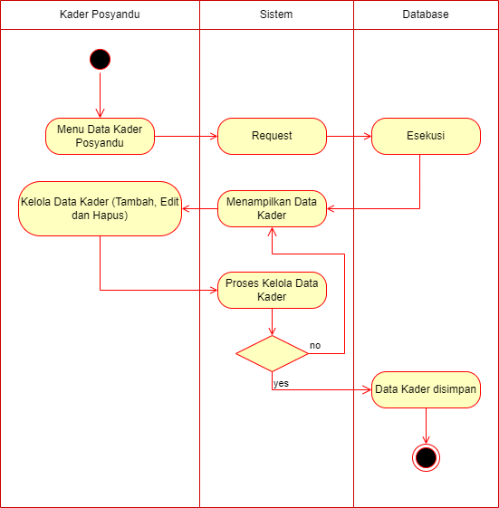 Kader Posyandu
Sistem
Database
Menu Data Kader
Posyandu
Request
Esekusi
Kelola Data Kader (Tambah, Edit
dan Hapus)
Menampilkan Data
Kader
Proses Kelola Data
Kader
no
yes
Data Kader disimpan